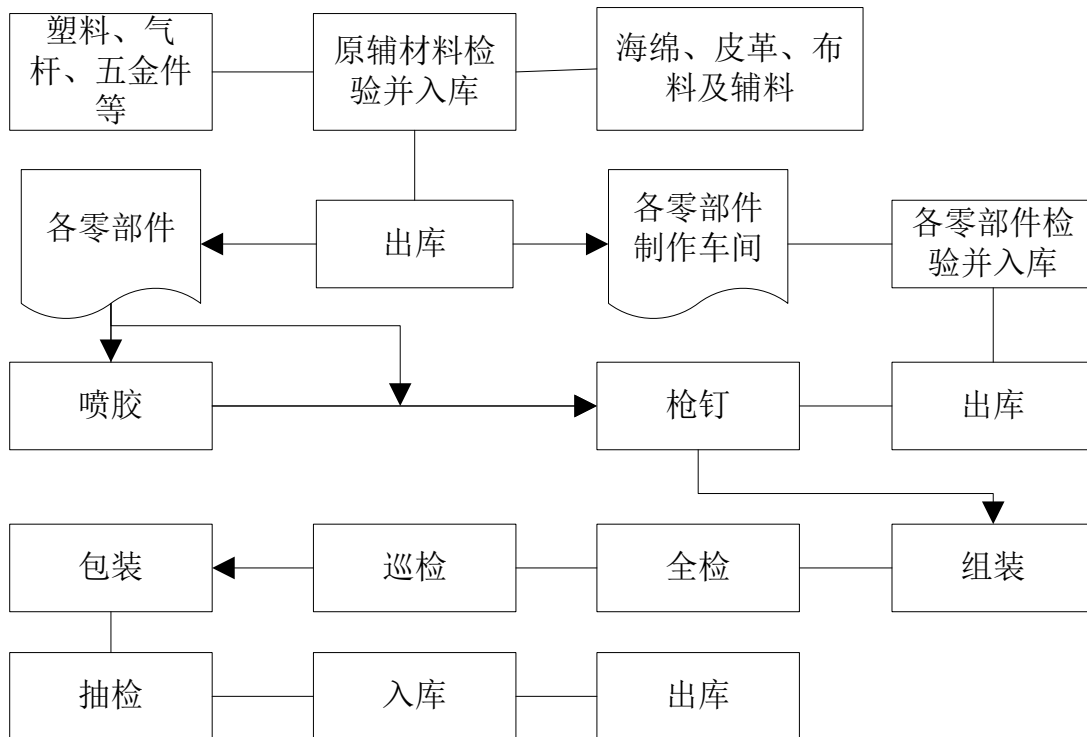 塑料、气
杆、五金件
等
原辅材料检
验并入库
海绵、皮革、布
料及辅料
各零部件
出库
各零部件
制作车间
各零部件检
验并入库
喷胶
枪钉
出库
包装
巡检
全检
组装
抽检
入库
出库